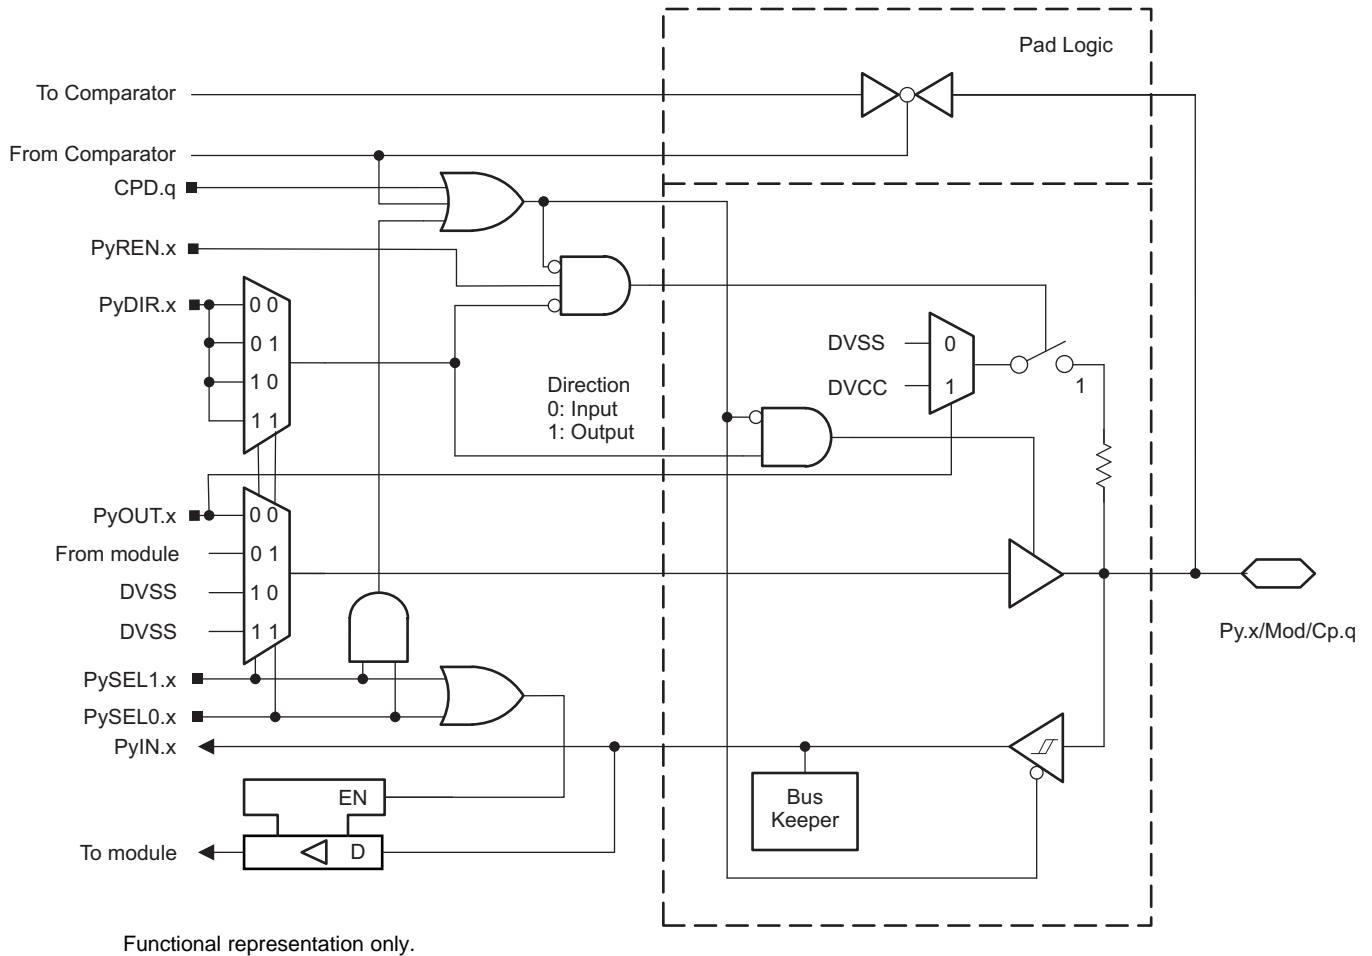 Pad Logic
To Comparator
From Comparator
CPD.q
PyREN.x
PyDIR.x
0 0
0 1
1 0
1 1
Direction
0: Input
1: Output
DVSS
0
DVCC
1
1
PyOUT.x
0 0
From module
0 1
DVSS
1 0
DVSS
1 1
Py.x/Mod/Cp.q
PySEL1.x
PySEL0.x
PyIN.x
Bus
Keeper
EN
To module
D
Functional representation only.